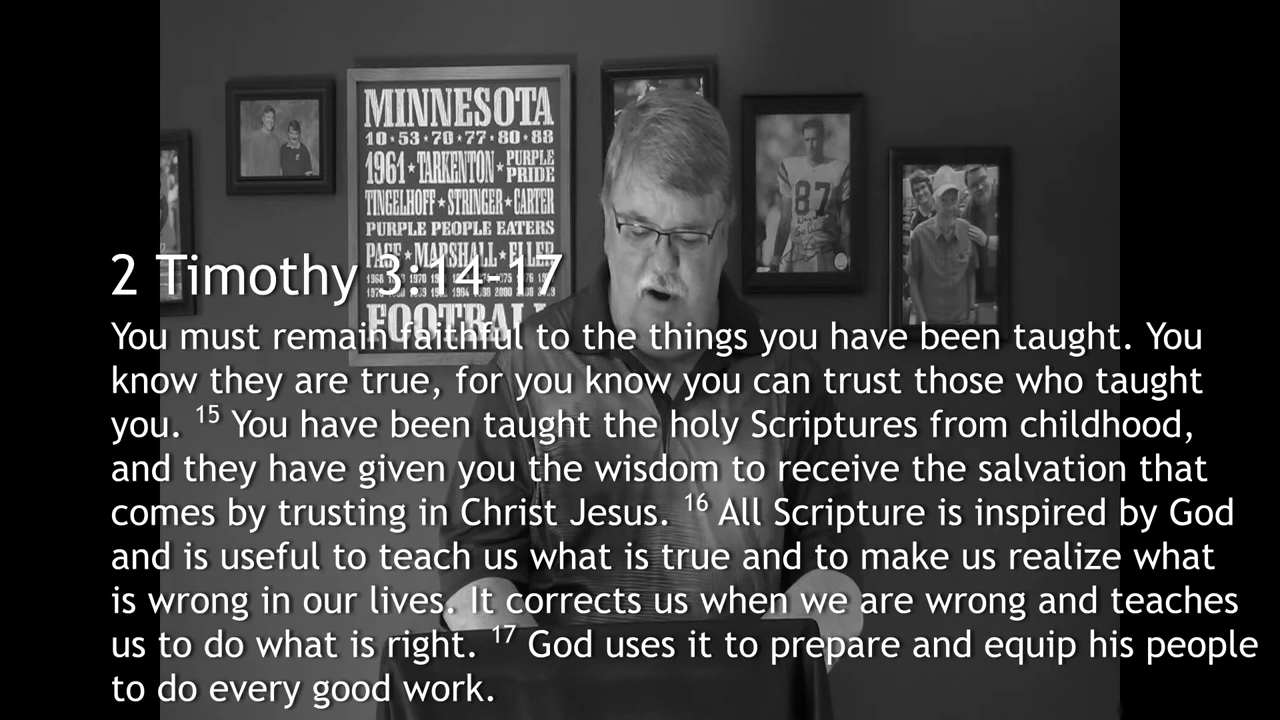 MINNESOTA
10·53·70·77·80·88
1961★TARKENTON★PURPLE PRIDE
TINGELHOFF★STRINGER★CARTER
PURPLE PEOPLE EATERS
PAGE★MARSHALL★ELLER
FOOTBALL
87
2 Timothy 3:14-17
You must remain faithful to the things you have been taught. You
know they are true, for you know you can trust those who taught
you. 15 You have been taught the holy Scriptures from childhood,
and they have given you the wisdom to receive the salvation that
comes by trusting in Christ Jesus. 16 All Scripture is inspired by God
and is useful to teach us what is true and to make us realize what
is wrong in our lives. It corrects us when we are wrong and teaches
us to do what is right. 17 God uses it to prepare and equip his people
to do every good work.